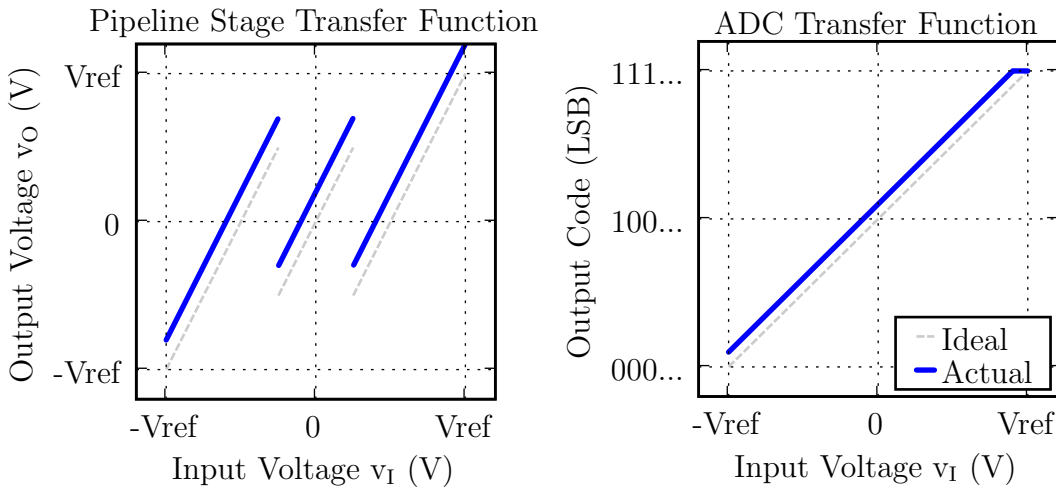 Pipeline Stage Transfer Function
Output Voltage vO (V)
Vref
0
-Vref
-Vref 0 Vref
Input Voltage vI (V)
ADC Transfer Function
Output Code (LSB)
111...
100...
000...
Ideal
Actual
-Vref 0 Vref
Input Voltage vI (V)